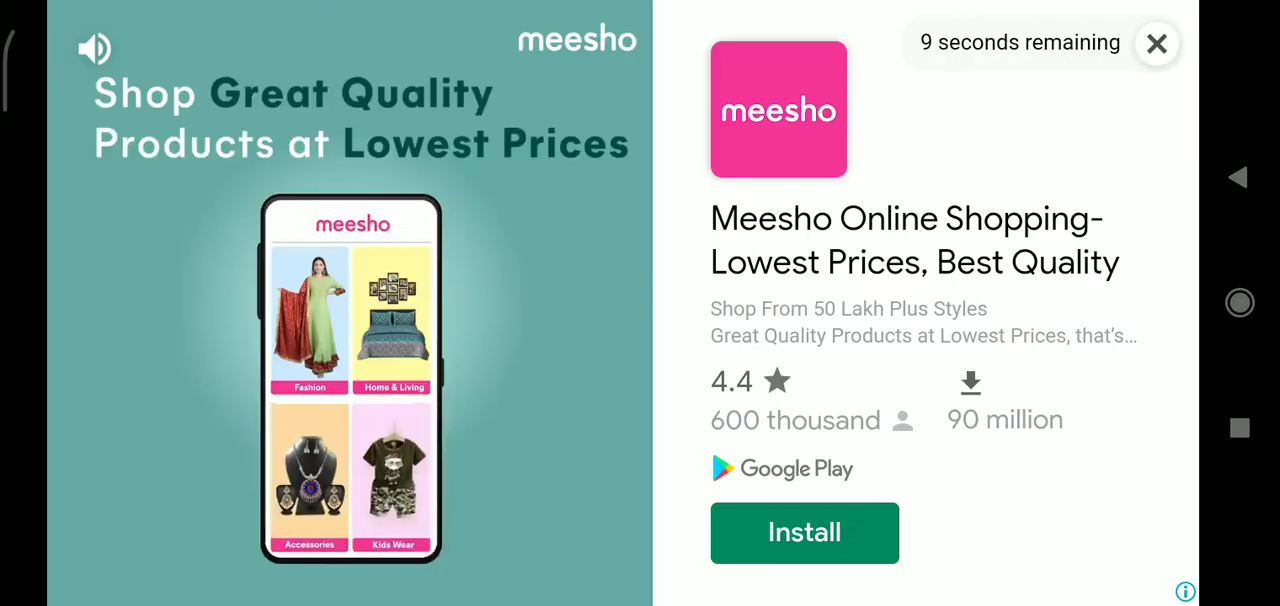 meesho
Shop Great Quality
Products at Lowest Prices
meesho
Fashion
Home & Living
Accessories
Kids Wear
9 seconds remaining
meesho
Meesho Online Shopping-
Lowest Prices, Best Quality
Shop From 50 Lakh Plus Styles
Great Quality Products at Lowest Prices, that's...
4.4
600 thousand
90 million
Google Play
Install